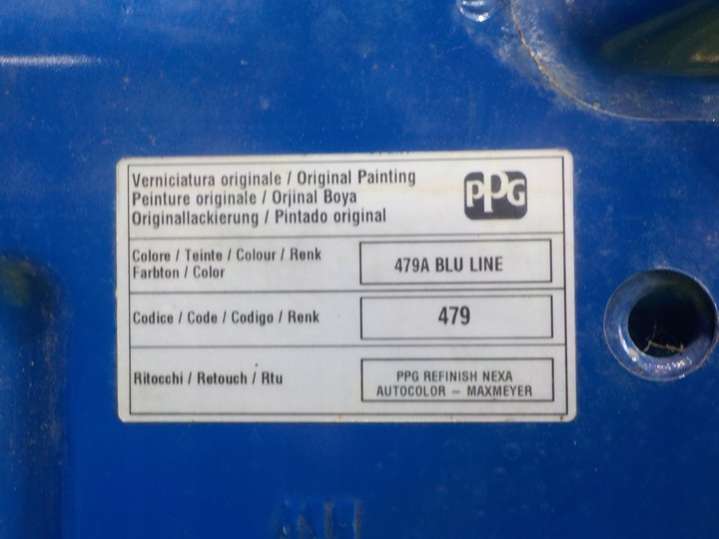 Verniciatura originale / Original Painting
Peinture originale / Orjinal Boya
Originallackierung / Pintado original
PPG
Colore / Teinte / Colour / Renk
Farbton / Color
479A BLU LINE
Codice / Code / Codigo / Renk
479
Ritocchi / Retouch / Rtu
PPG REFINISH NEXA
AUTOCOLOR – MAXMEYER